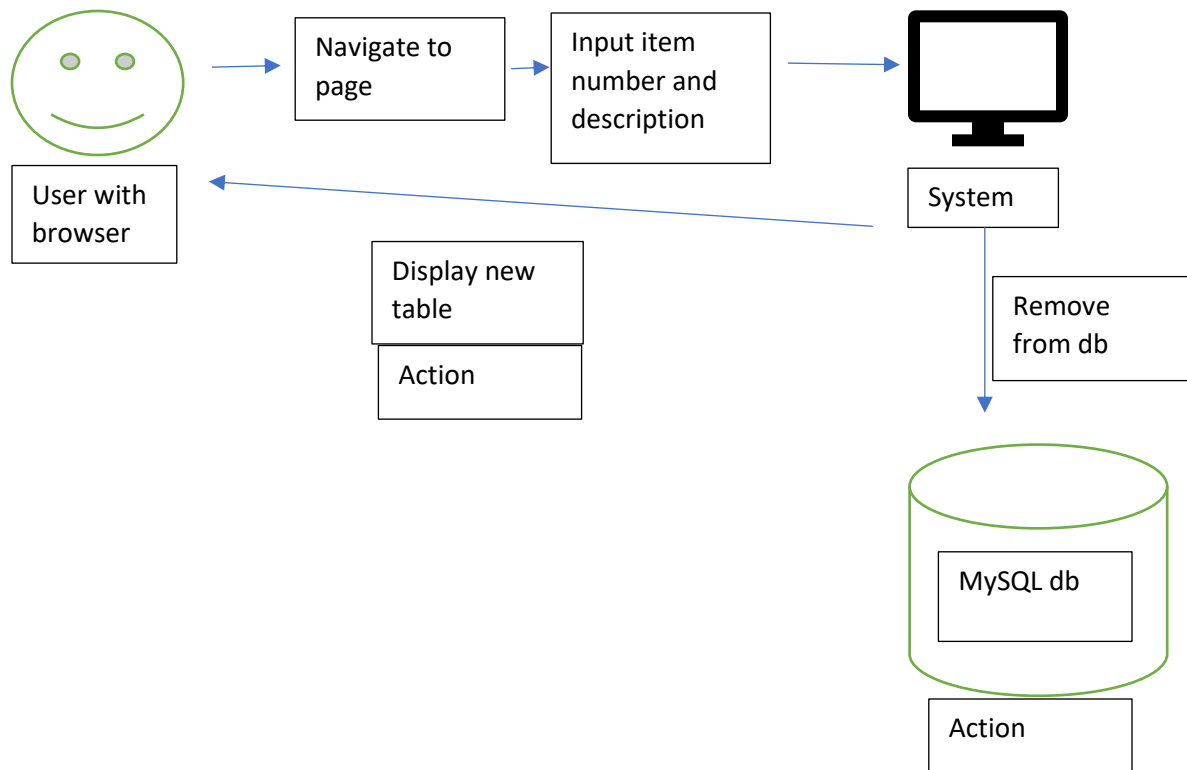 Navigate to
page
Input item
number and
description
User with
browser
System
Display new
table
Action
Remove
from db
MySQL db
Action